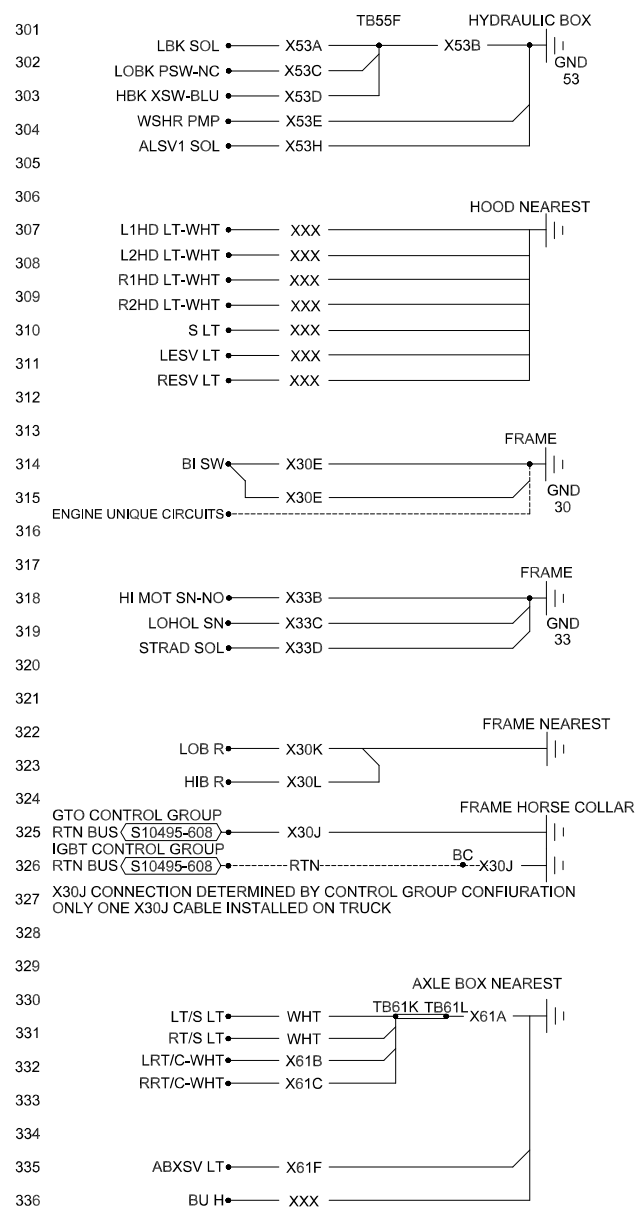 301
TB55F HYDRAULIC BOX
LBK SOL X53A X53B
302
GND
LOBK PSW-NC X53C
53
303 HBK XSW-BLU X53D
WSHR PMP X53E
304
ALSV1 SOL X53H
305
306
HOOD NEAREST
307 L1HD LT-WHT XXX
L2HD LT-WHT XXX
308
R1HD LT-WHT XXX
309
R2HD LT-WHT XXX
310 S LT XXX
LESV LT XXX
311
RESV LT XXX
312
313
FRAME
314 BI SW X30E
GND
315 X30E
30
ENGINE UNIQUE CIRCUITS
316
317
FRAME
318 HI MOT SN-NO X33B
LOHOL SN X33C GND
319
33
STRAD SOL X33D
320
321
322
FRAME NEAREST
LOB R X30K
323
HIB R X30L
324
FRAME HORSE COLLAR
GTO CONTROL GROUP
325 RTN BUS S10495-608 X30J
IGBT CONTROL GROUP
BC
326 RTN BUS S10495-608 RTN X30J
327 X30J CONNECTION DETERMINED BY CONTROL GROUP CONFIURATION
ONLY ONE X30J CABLE INSTALLED ON TRUCK
328
329
AXLE BOX NEAREST
330
TB61K TB61L
LT/S LT WHT X61A
331
RT/S LT WHT
LRT/C-WHT X61B
332
RRT/C-WHT X61C
333
334
335 ABXSV LT X61F
336 BU H XXX